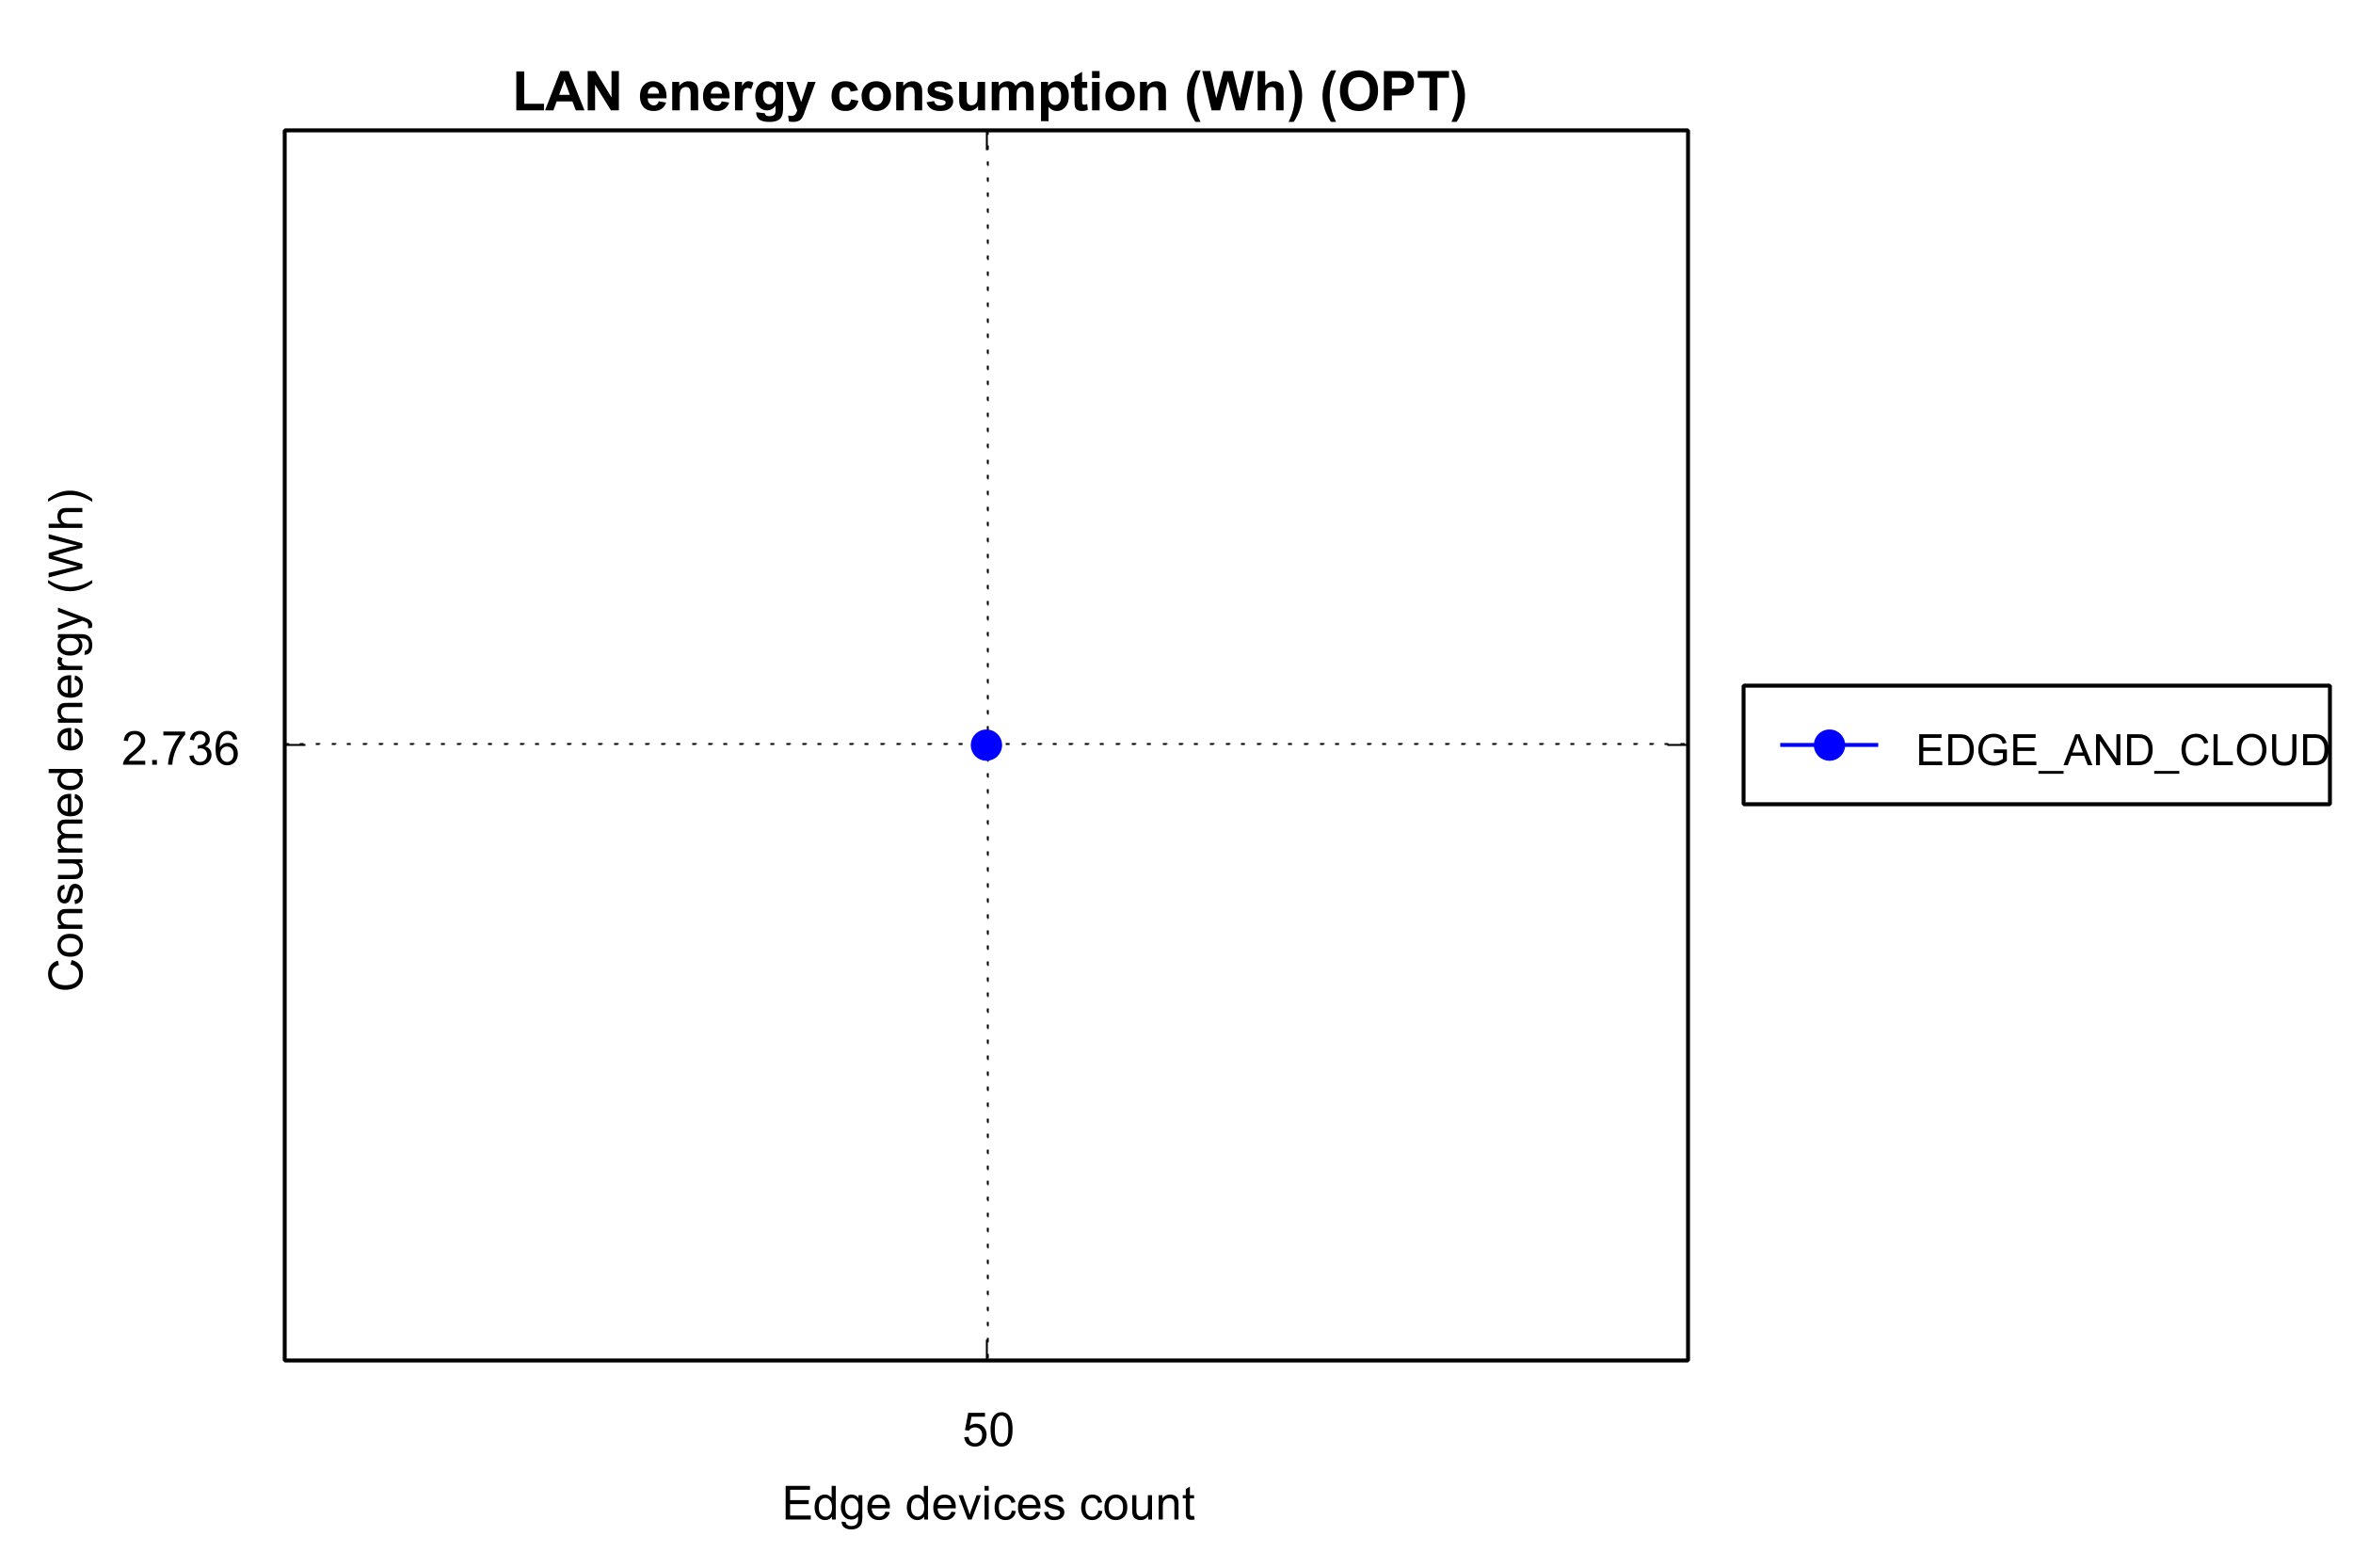 LAN energy consumption (Wh) (OPT)
Consumed energy (Wh)
2.736
EDGE_AND_CLOUD
50
Edge devices count